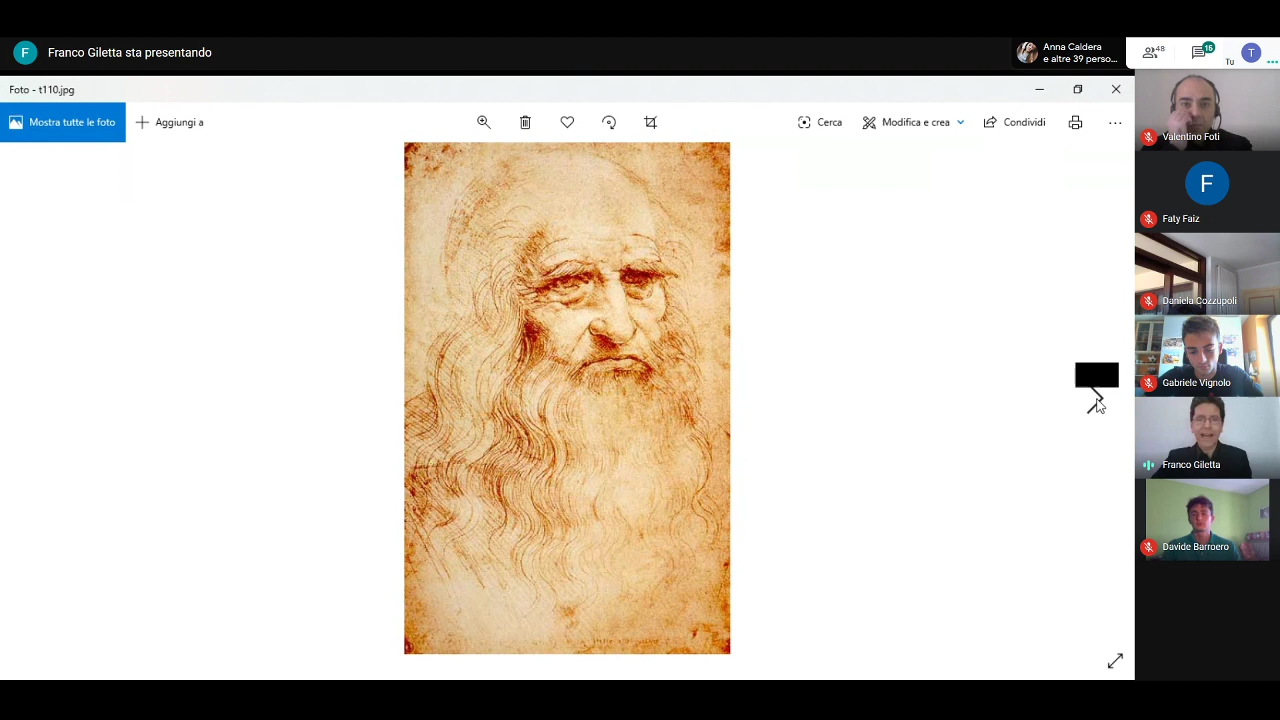 F
Franco Giletta sta presentando
Anna Caldera
e altre 39 perso...
48
15
Tu
T
Foto - t110.jpg
Mostra tutte le foto
Aggiungi a
Cerca
Modifica e crea
Condividi
Valentino Foti
F
Faty Faiz
Daniela Cozzupoli
Gabriele Vignolo
Franco Giletta
Davide Barroero